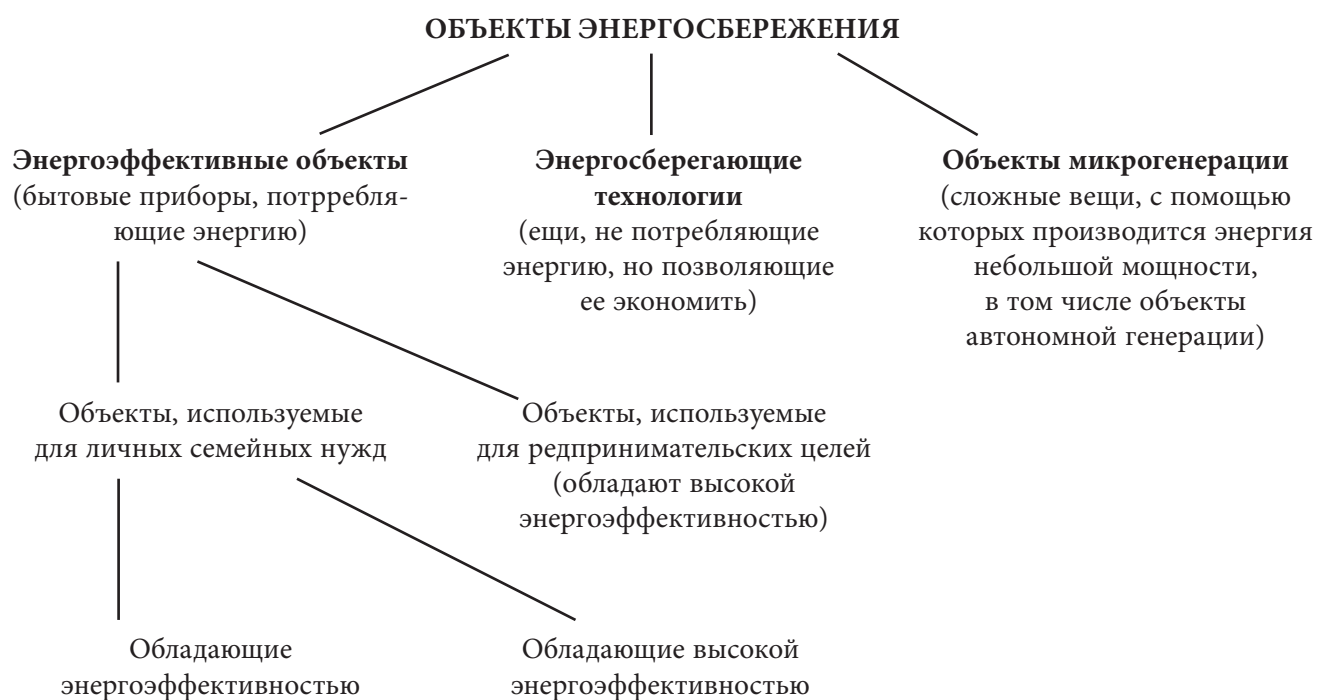 ОБЪЕКТЫ ЭНЕРГОСБЕРЕЖЕНИЯ
Энергоэффективные объекты
(бытовые приборы, потрребля-
ющие энергию)
Энергосберегающие
технологии
(ещи, не потребляющие
энергию, но позволяющие
ее экономить)
Объекты микрогенерации
(сложные вещи, с помощью
которых производится энергия
небольшой мощности,
в том числе объекты
автономной генерации)
Объекты, используемые
для личных семейных нужд
Объекты, используемые
для редпринимательских целей
(обладают высокой
энергоэффективностью)
Обладающие
энергоэффективностью
Обладающие высокой
энергоэффективностью